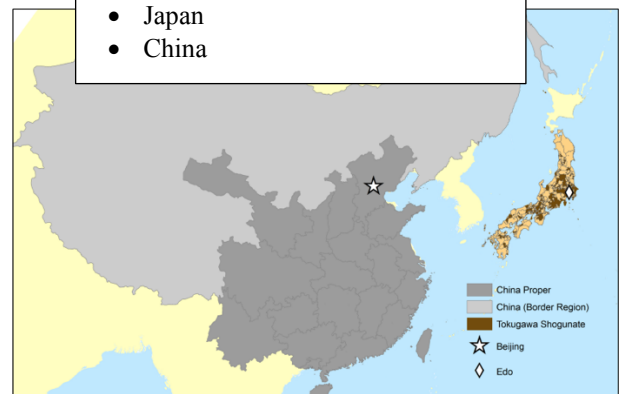 • Japan
• China
China Proper
China (Border Region)
Tokugawa Shogunate
Beijing
Edo